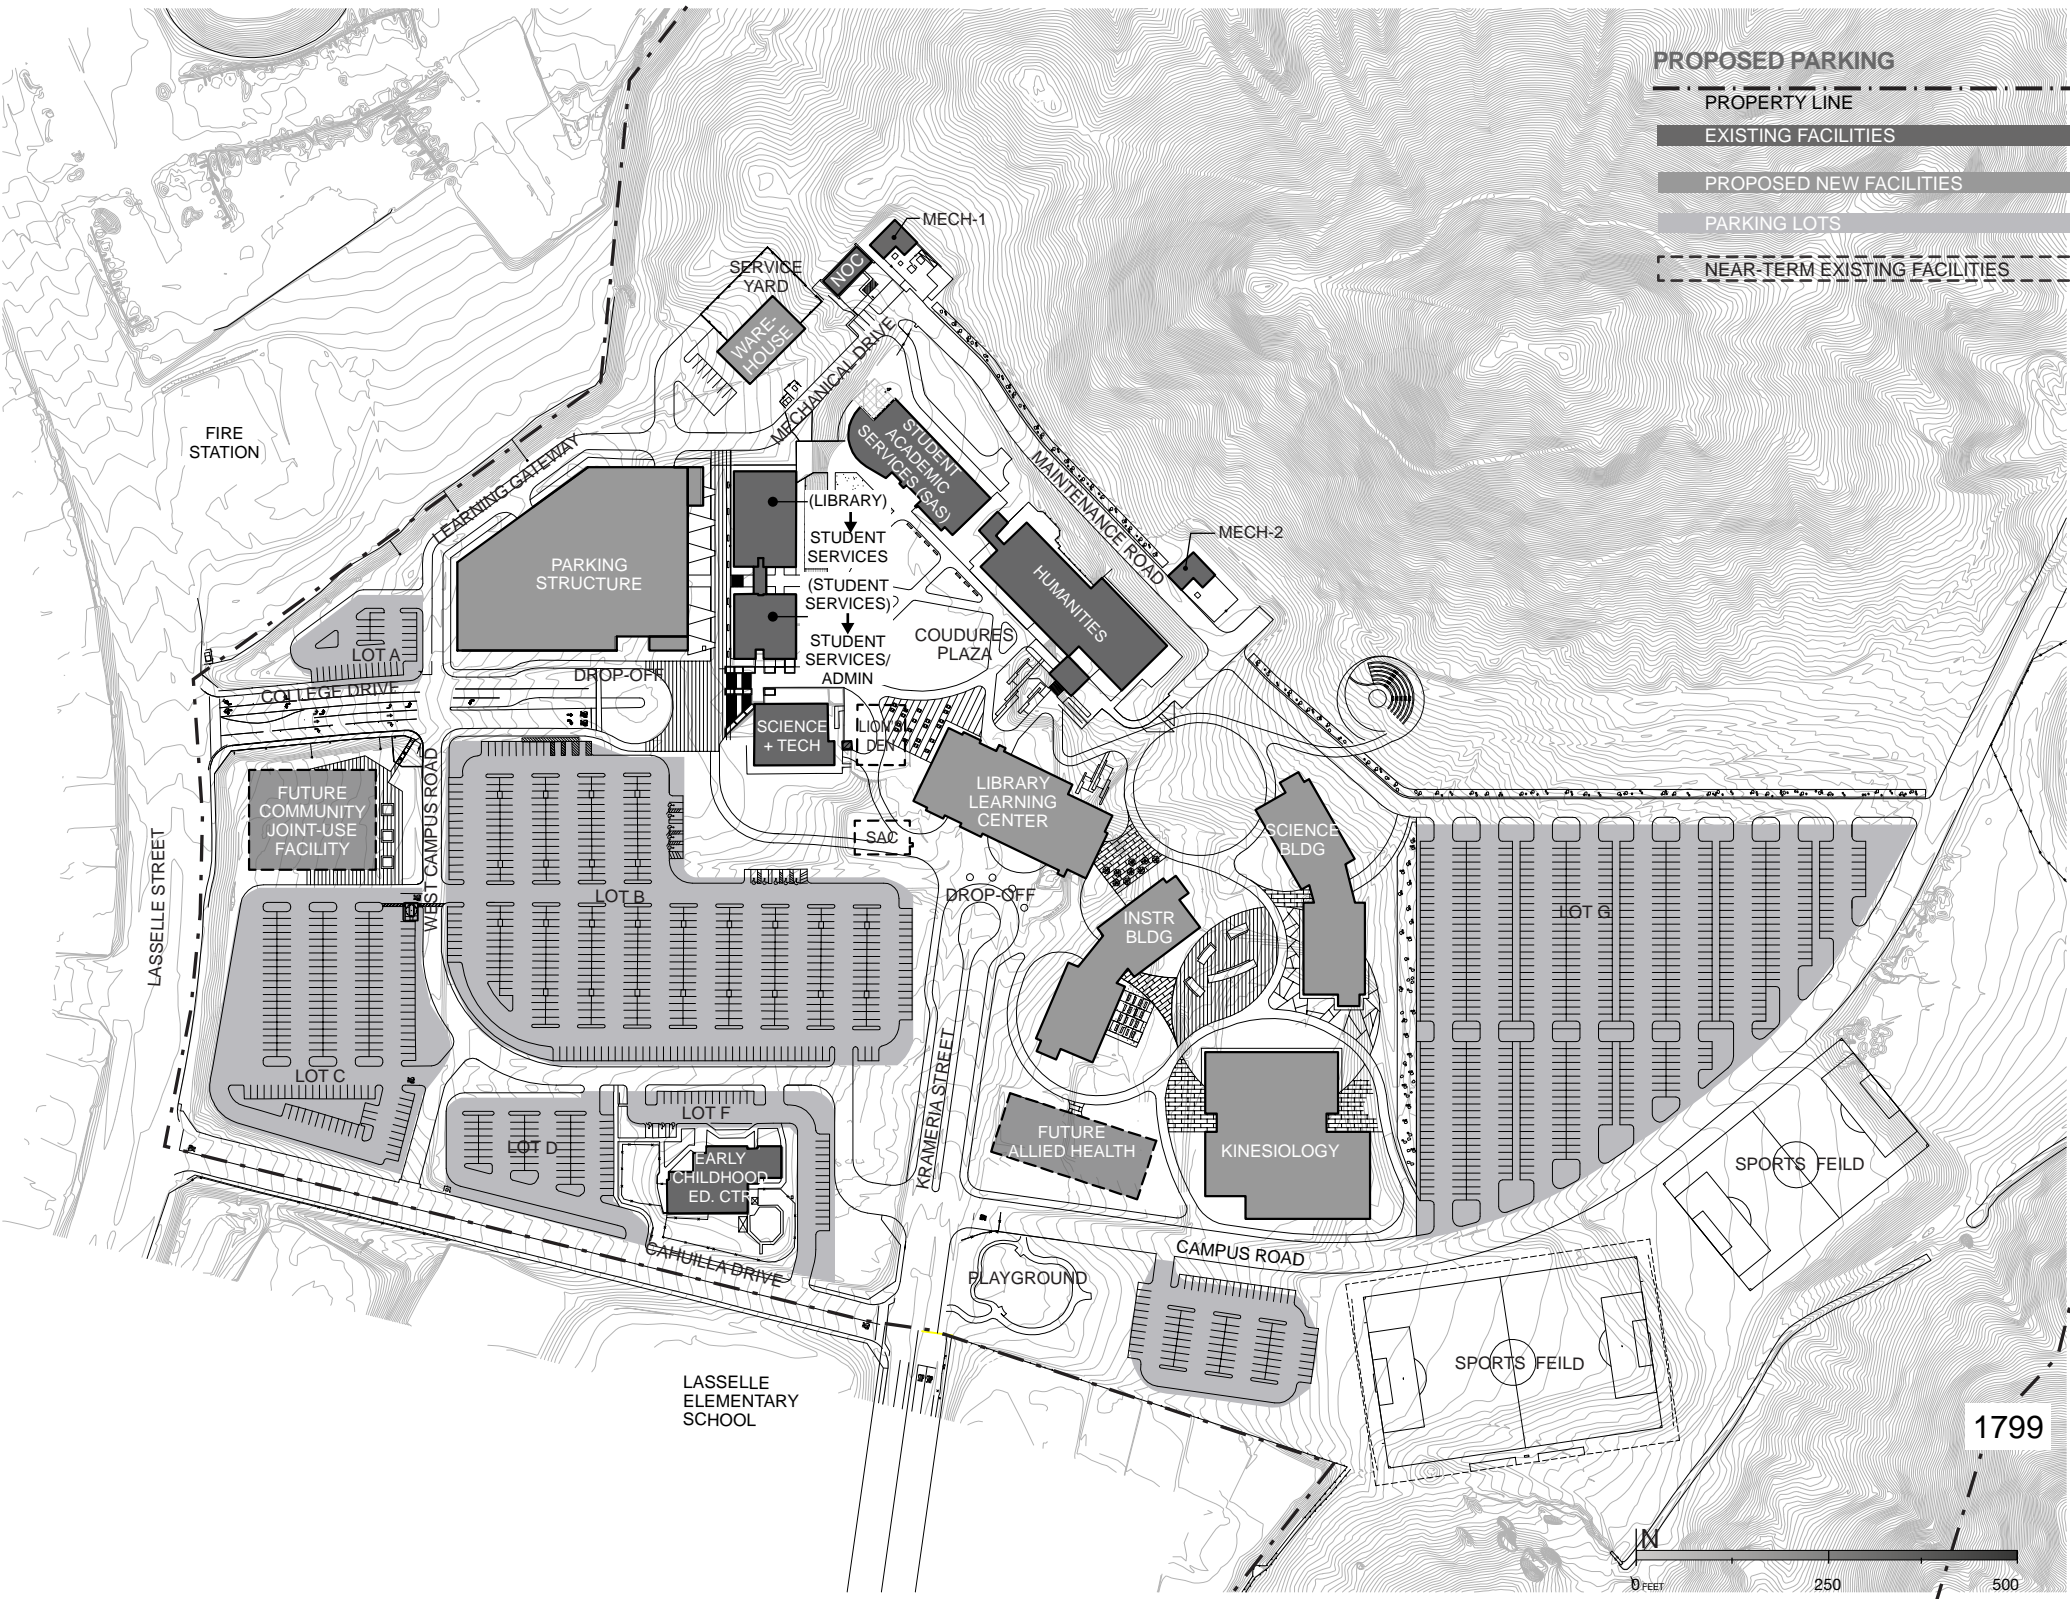 PROPOSED PARKING
PROPERTY LINE
EXISTING FACILITIES
PROPOSED NEW FACILITIES
PARKING LOTS
NEAR-TERM EXISTING FACILITIES
MECH-1
NOC
SERVICE
YARD
WARE-
HOUSE
MECHANICAL DRIVE
FIRE
STATION
LEARNING GATEWAY
STUDENT
ACADEMIC
SERVICES (SAS)
MAINTENANCE ROAD
MECH-2
(LIBRARY)
STUDENT
SERVICES
(STUDENT
SERVICES)
STUDENT
SERVICES/
ADMIN
PARKING
STRUCTURE
HUMANITIES
COUDURES
PLAZA
LOT A
COLLEGE DRIVE
DROP-OFF
SCIENCE
+ TECH
LION'S
DEN
WEST CAMPUS ROAD
FUTURE
COMMUNITY
JOINT-USE
FACILITY
LIBRARY
LEARNING
CENTER
SAC
SCIENCE
BLDG
LASSELLE STREET
LOT B
DROP-OFF
INSTR
BLDG
LOT G
LOT C
KRAMERIA STREET
LOT F
LOT D
EARLY
CHILDHOOD
ED. CTR
FUTURE
ALLIED HEALTH
KINESIOLOGY
SPORTS FEILD
CAHUILLA DRIVE
CAMPUS ROAD
PLAYGROUND
SPORTS FEILD
LASSELLE
ELEMENTARY
SCHOOL
1799
N
0 FEET
250
500